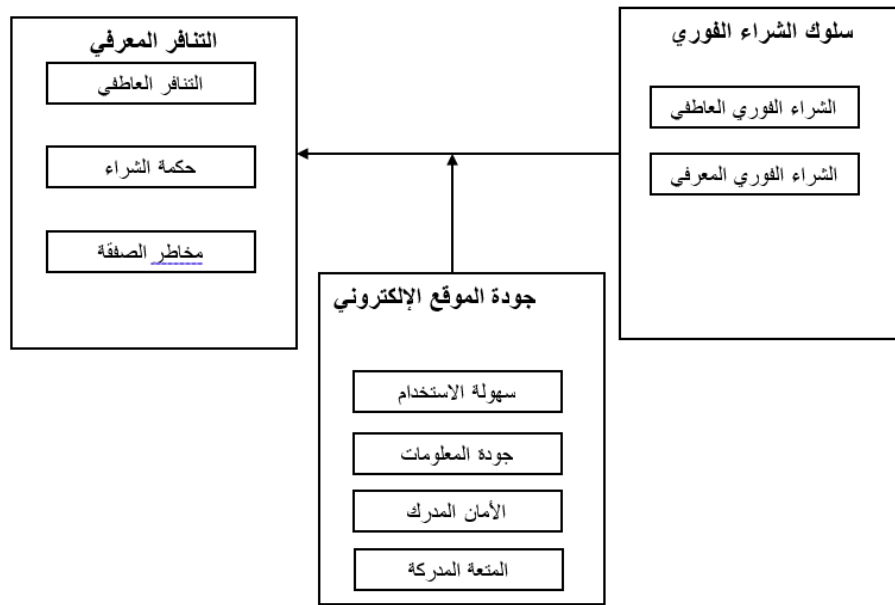 سلوك الشراء الفوري
الشراء الفوري العاطفي
الشراء الفوري المعرفي
التنافر المعرفي
التنافر العاطفي
حكمة الشراء
مخاطر الصفقة
جودة الموقع الإلكتروني
سهولة الاستخدام
جودة المعلومات
الأمان المدرك
المتعة المدركة